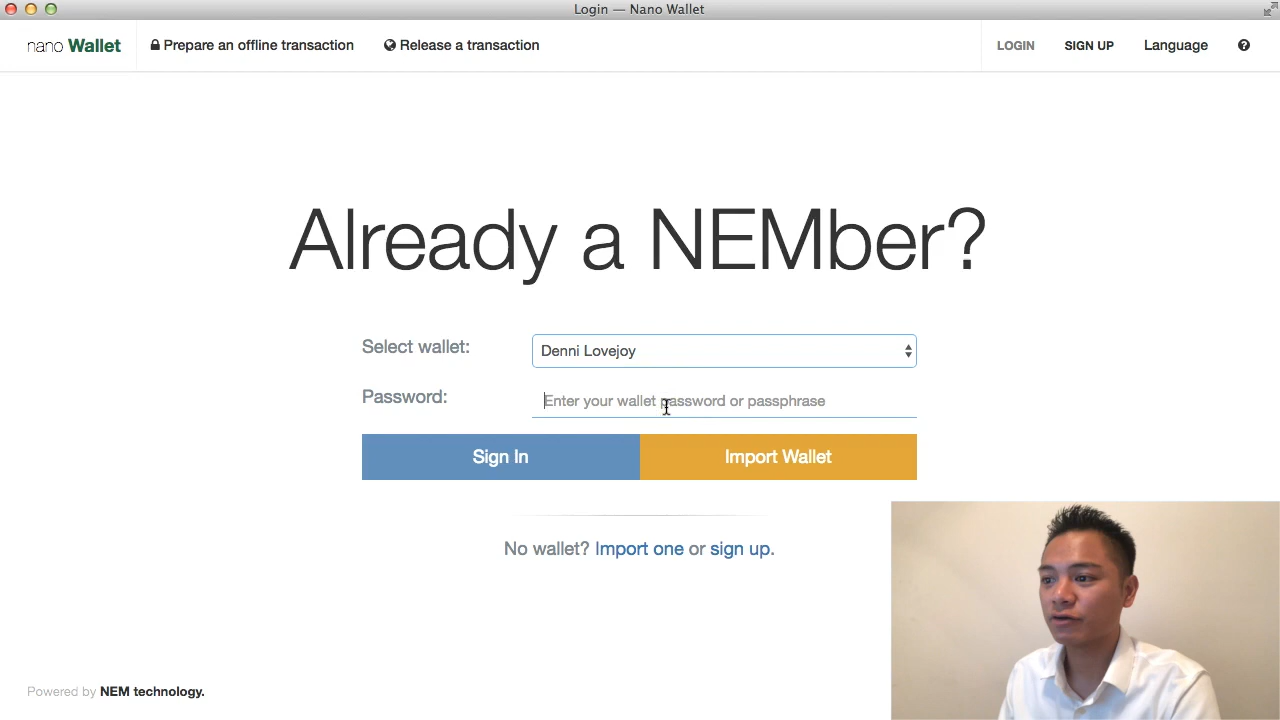 Login — Nano Wallet
nano Wallet Prepare an offline transaction Release a transaction LOGIN SIGN UP Language
Already a NEMber?
Select wallet: Denni Lovejoy
Password: Enter your wallet password or passphrase
Sign In Import Wallet
No wallet? Import one or sign up.
Powered by NEM technology.